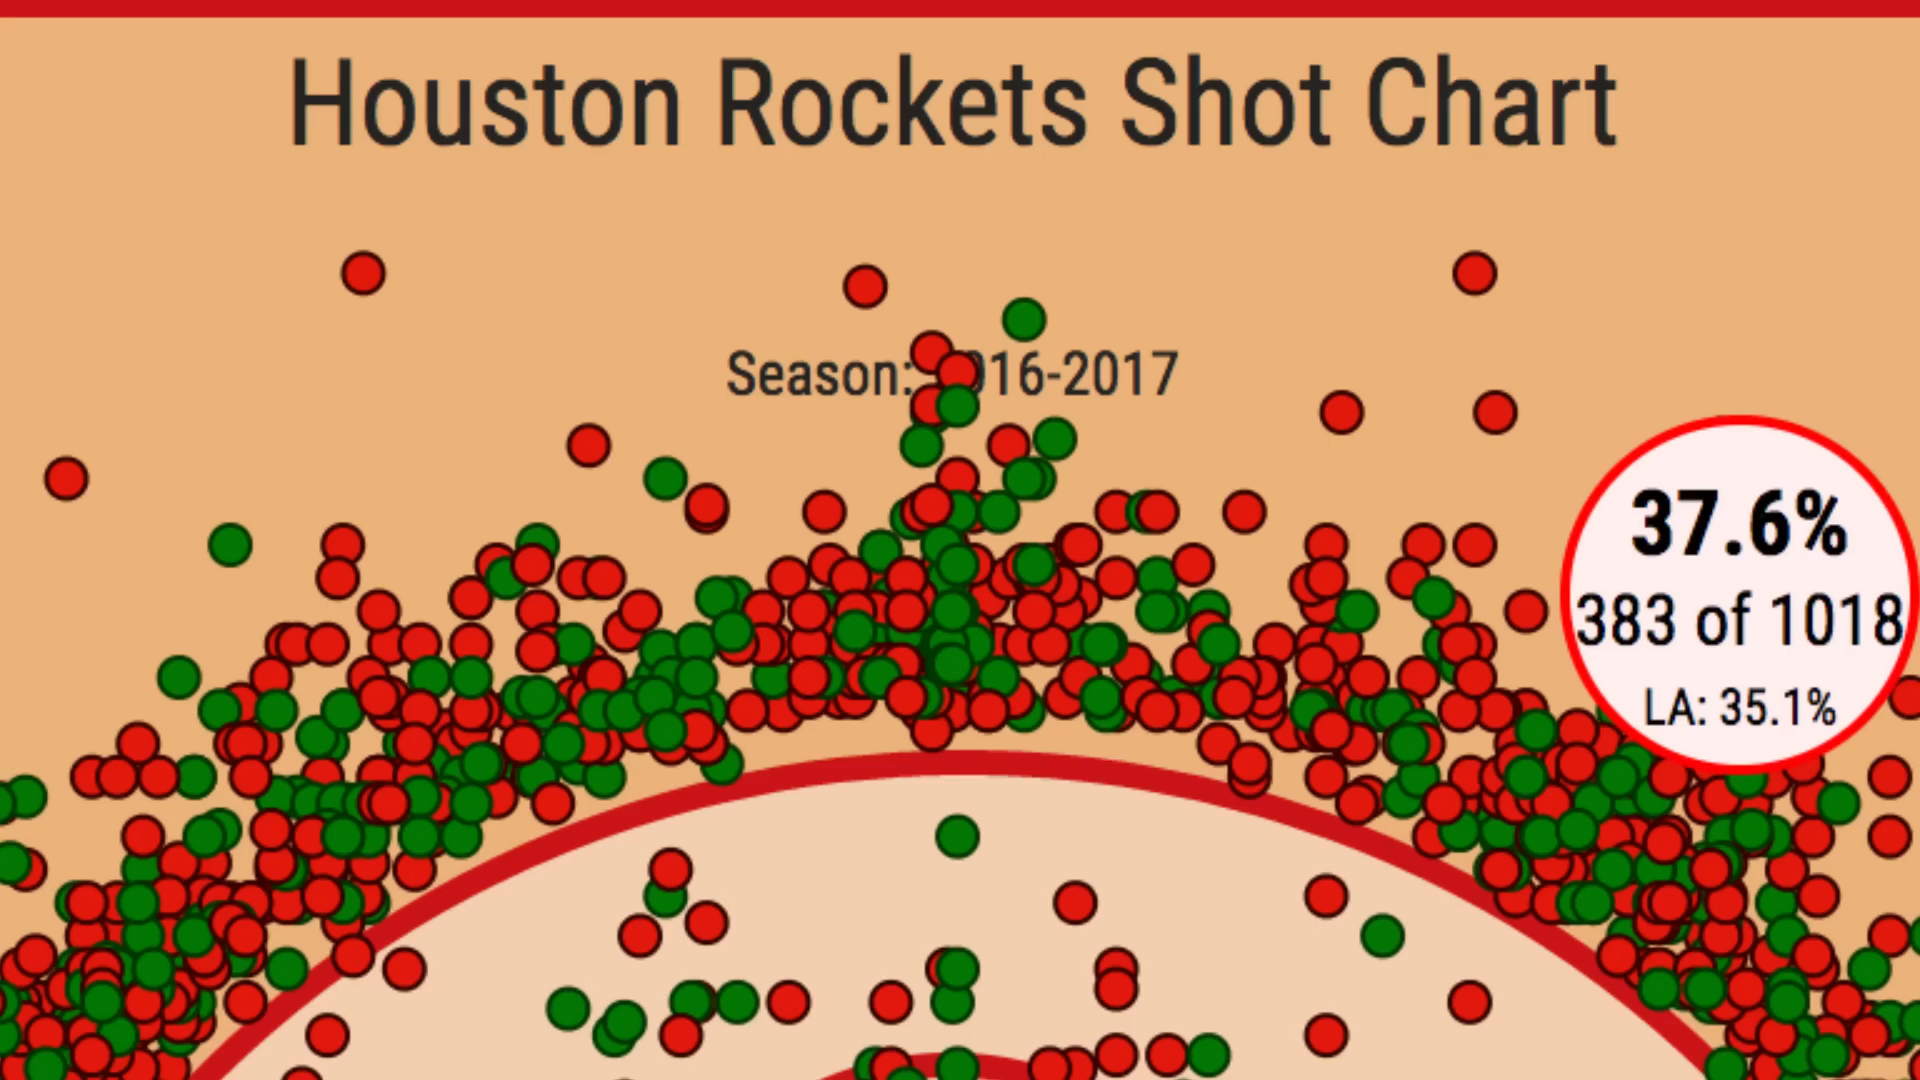 Houston Rockets Shot Chart
Season: 016-2017
37.6%
383 of 1018
LA: 35.1%